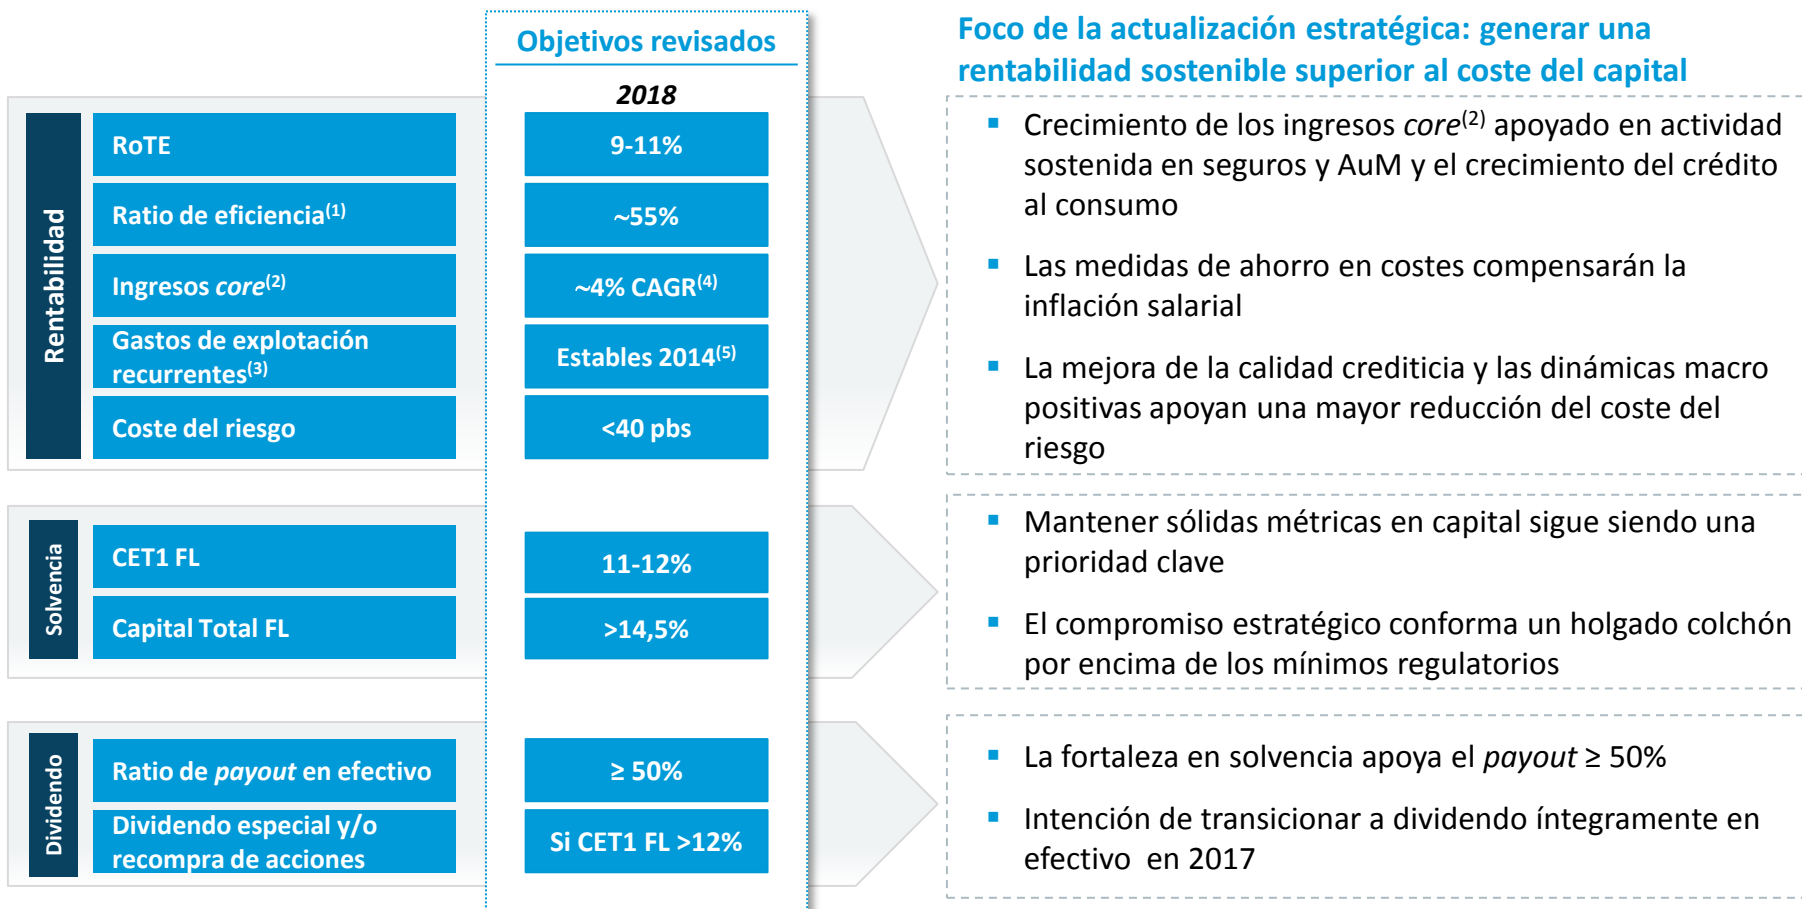 Objetivos revisados
2018
Foco de la actualización estratégica: generar una
rentabilidad sostenible superior al coste del capital
Rentabilidad
RoTE
9-11%
Ratio de eficiencia(1)
~55%
Ingresos core(2)
~4% CAGR(4)
Gastos de explotación
recurrentes(3)
Estables 2014(5)
Coste del riesgo
<40 pbs
▪ Crecimiento de los ingresos core(2) apoyado en actividad
sostenida en seguros y AuM y el crecimiento del crédito
al consumo
▪ Las medidas de ahorro en costes compensarán la
inflación salarial
▪ La mejora de la calidad crediticia y las dinámicas macro
positivas apoyan una mayor reducción del coste del
riesgo
Solvencia
CET1 FL
11-12%
Capital Total FL
>14,5%
▪ Mantener sólidas métricas en capital sigue siendo una
prioridad clave
▪ El compromiso estratégico conforma un holgado colchón
por encima de los mínimos regulatorios
Dividendo
Ratio de payout en efectivo
≥ 50%
Dividendo especial y/o
recompra de acciones
Si CET1 FL >12%
▪ La fortaleza en solvencia apoya el payout ≥ 50%
▪ Intención de transicionar a dividendo íntegramente en
efectivo en 2017